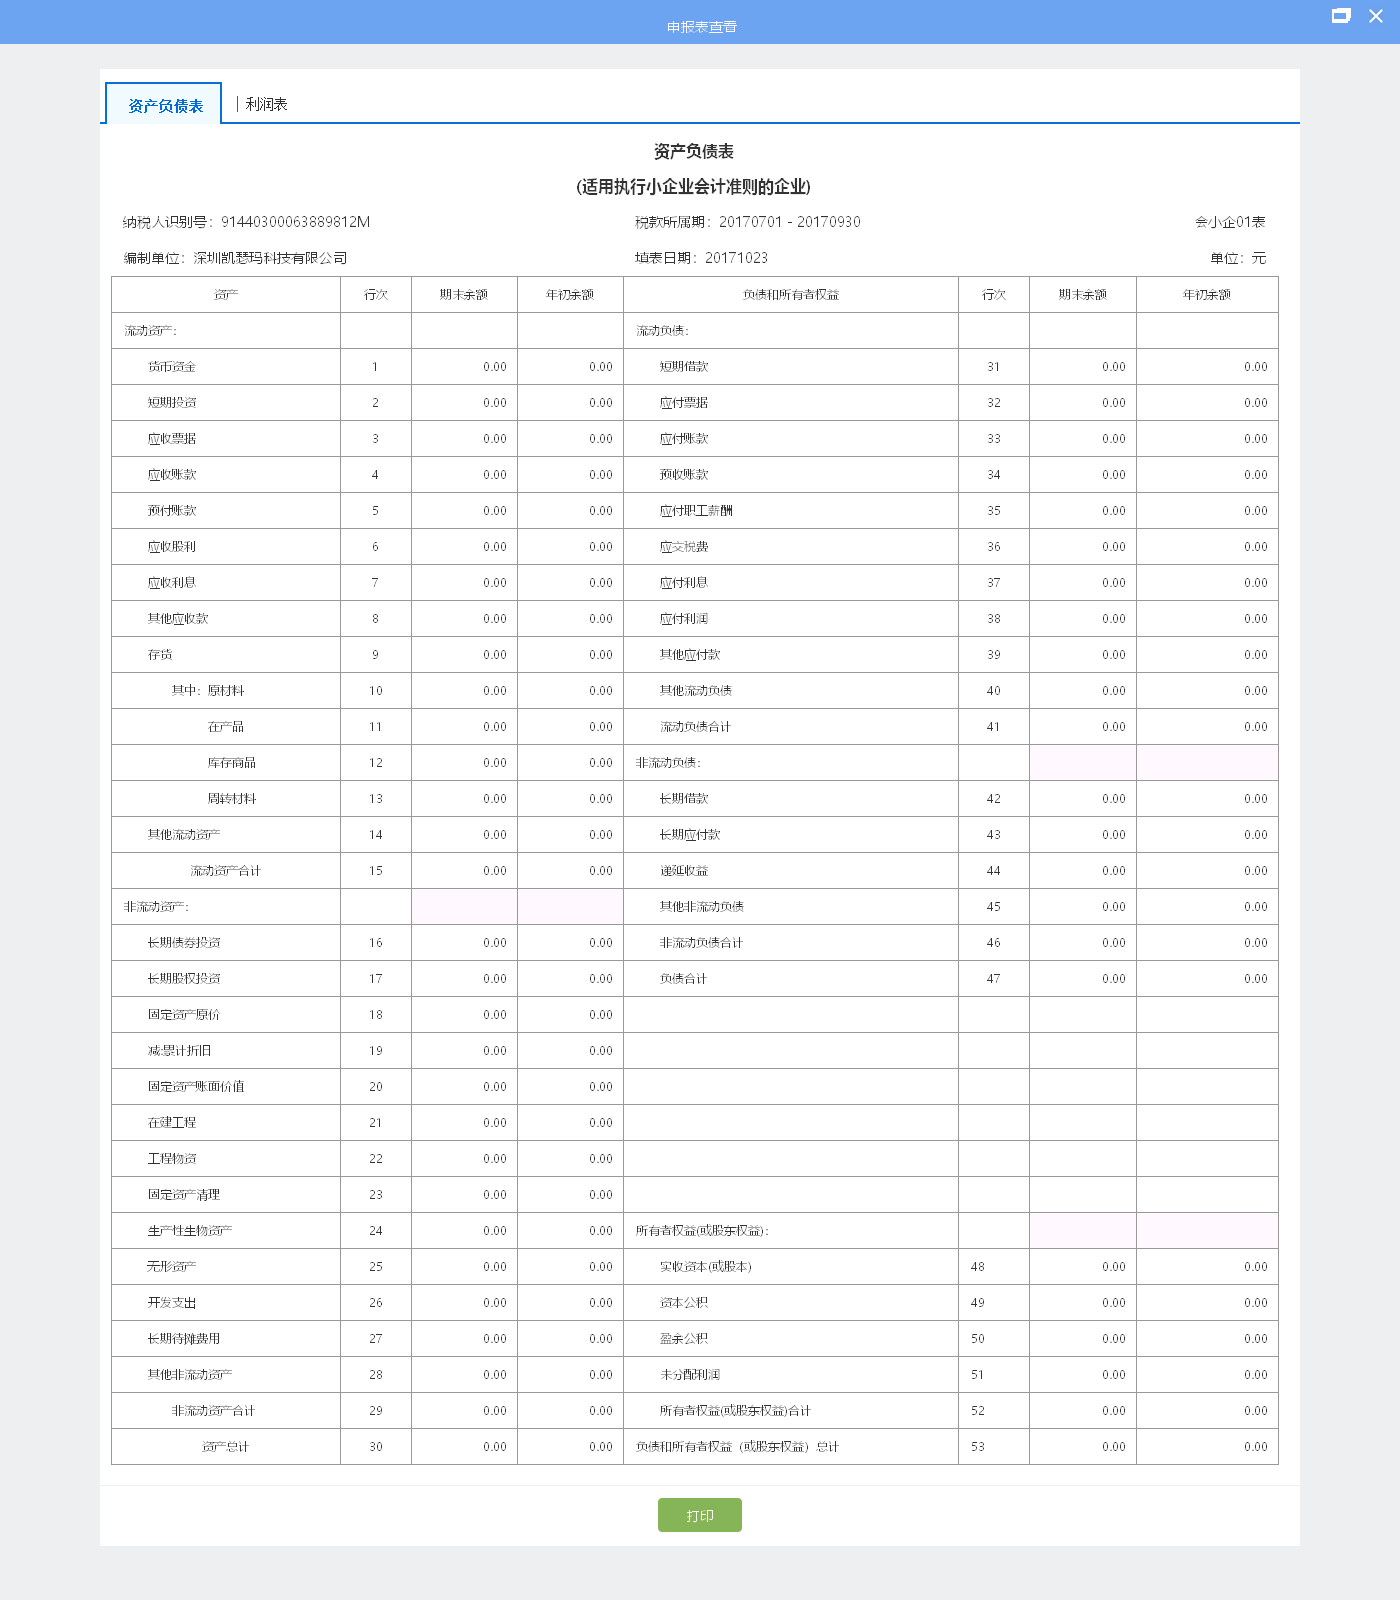 申报表查看
资产负债表 | 利润表
资产负债表
(适用执行小企业会计准则的企业)
纳税人识别号：91440300063889812M 税款所属期：20170701 - 20170930 会小企01表
编制单位：深圳凯瑟玛科技有限公司 填表日期：20171023 单位：元
资产 行次 期末余额 年初余额 负债和所有者权益 行次 期末余额 年初余额
流动资产： 流动负债：
货币资金 1 0.00 0.00 短期借款 31 0.00 0.00
短期投资 2 0.00 0.00 应付票据 32 0.00 0.00
应收票据 3 0.00 0.00 应付账款 33 0.00 0.00
应收账款 4 0.00 0.00 预收账款 34 0.00 0.00
预付账款 5 0.00 0.00 应付职工薪酬 35 0.00 0.00
应收股利 6 0.00 0.00 应交税费 36 0.00 0.00
应收利息 7 0.00 0.00 应付利息 37 0.00 0.00
其他应收款 8 0.00 0.00 应付利润 38 0.00 0.00
存货 9 0.00 0.00 其他应付款 39 0.00 0.00
其中：原材料 10 0.00 0.00 其他流动负债 40 0.00 0.00
在产品 11 0.00 0.00 流动负债合计 41 0.00 0.00
库存商品 12 0.00 0.00 非流动负债：
周转材料 13 0.00 0.00 长期借款 42 0.00 0.00
其他流动资产 14 0.00 0.00 长期应付款 43 0.00 0.00
流动资产合计 15 0.00 0.00 递延收益 44 0.00 0.00
非流动资产： 其他非流动负债 45 0.00 0.00
长期债券投资 16 0.00 0.00 非流动负债合计 46 0.00 0.00
长期股权投资 17 0.00 0.00 负债合计 47 0.00 0.00
固定资产原价 18 0.00 0.00
减:累计折旧 19 0.00 0.00
固定资产账面价值 20 0.00 0.00
在建工程 21 0.00 0.00
工程物资 22 0.00 0.00
固定资产清理 23 0.00 0.00
生产性生物资产 24 0.00 0.00 所有者权益(或股东权益)：
无形资产 25 0.00 0.00 实收资本(或股本) 48 0.00 0.00
开发支出 26 0.00 0.00 资本公积 49 0.00 0.00
长期待摊费用 27 0.00 0.00 盈余公积 50 0.00 0.00
其他非流动资产 28 0.00 0.00 未分配利润 51 0.00 0.00
非流动资产合计 29 0.00 0.00 所有者权益(或股东权益)合计 52 0.00 0.00
资产总计 30 0.00 0.00 负债和所有者权益（或股东权益）总计 53 0.00 0.00
打印